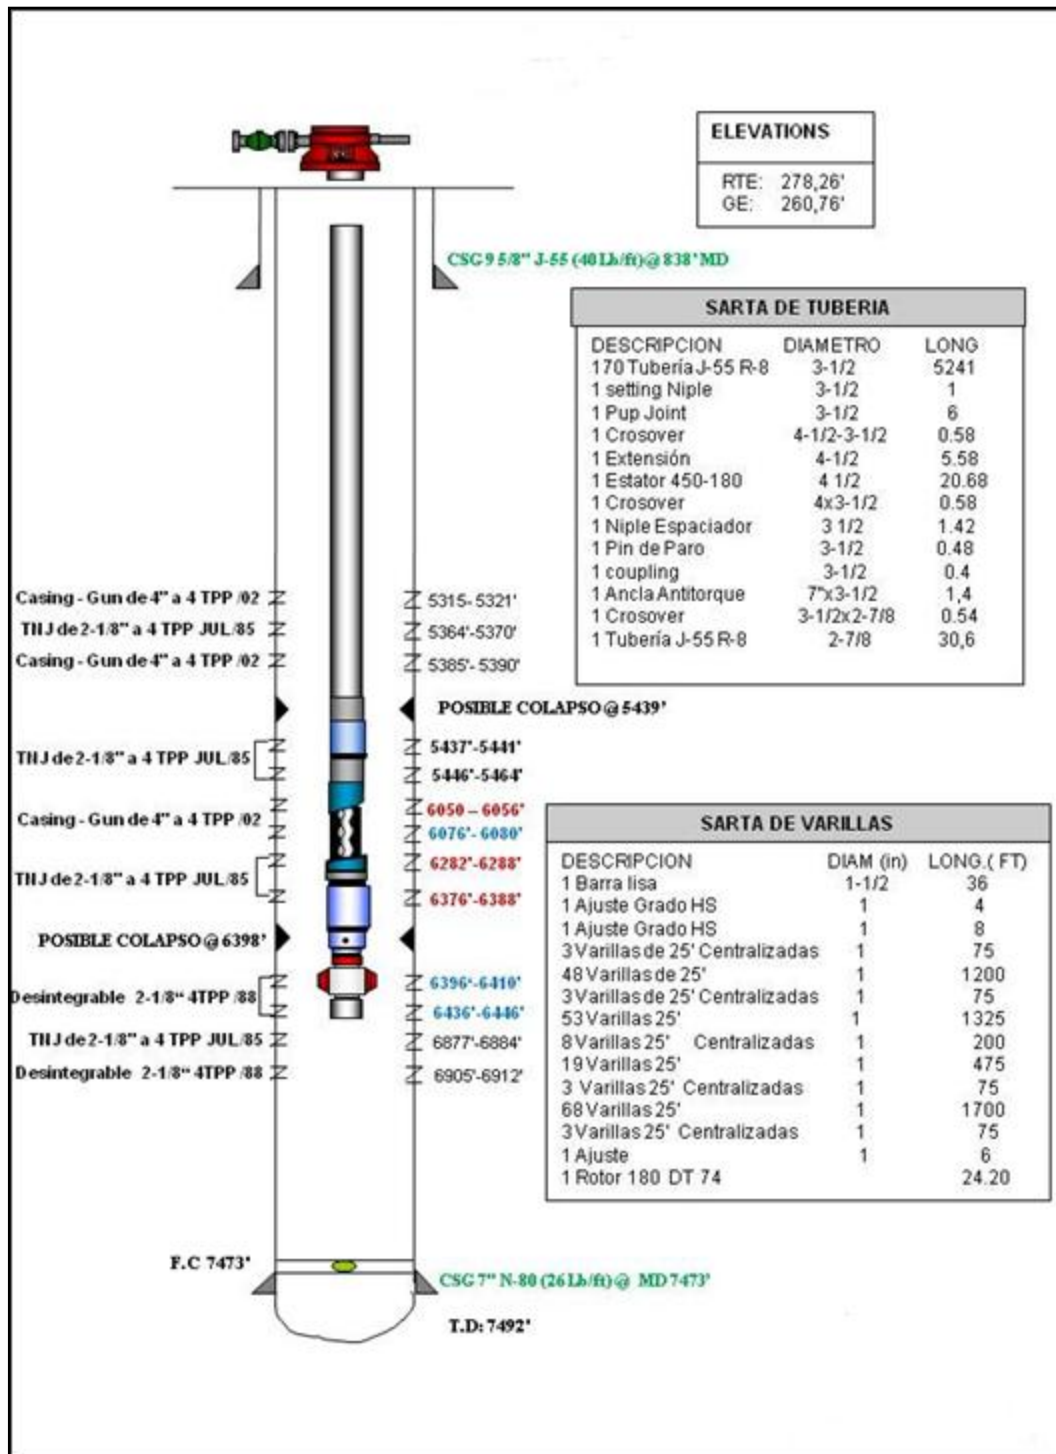 ELEVATIONS
RTE: 278,26'
GE: 260,76'
CSG 9 5/8" J-55 (40 Lb/ft) @ 838' MD
SARTA DE TUBERIA
DESCRIPCION DIAMETRO LONG
170 Tubería J-55 R-8 3-1/2 5241
1 setting Niple 3-1/2 1
1 Pup Joint 3-1/2 6
1 Crosover 4-1/2-3-1/2 0.58
1 Extensión 4-1/2 5.58
1 Estator 450-180 4 1/2 20.68
1 Crosover 4x3-1/2 0.58
1 Niple Espaciador 3 1/2 1.42
1 Pin de Paro 3-1/2 0.48
1 coupling 3-1/2 0.4
1 Ancla Antitorque 7"x3-1/2 1,4
1 Crosover 3-1/2x2-7/8 0.54
1 Tubería J-55 R-8 2-7/8 30,6
Casing - Gun de 4" a 4 TPP /02 5315- 5321'
TNJ de 2-1/8" a 4 TPP JUL/85 5364'-5370'
Casing - Gun de 4" a 4 TPP /02 5385'- 5390'
POSIBLE COLAPSO @ 5439'
TNJ de 2-1/8" a 4 TPP JUL/85
5437'-5441'
5446'-5464'
Casing - Gun de 4" a 4 TPP /02
6050 – 6056'
6076'- 6080'
TNJ de 2-1/8" a 4 TPP JUL/85
6282'-6288'
6376'-6388'
POSIBLE COLAPSO @ 6398'
Desintegrable 2-1/8“ 4TPP /88
6396‘-6410'
6436'-6446'
TNJ de 2-1/8" a 4 TPP JUL/85 6877'-6884'
Desintegrable 2-1/8“ 4TPP /88 6905'-6912'
SARTA DE VARILLAS
DESCRIPCION DIAM (in) LONG.( FT)
1 Barra lisa 1-1/2 36
1 Ajuste Grado HS 1 4
1 Ajuste Grado HS 1 8
3 Varillas de 25' Centralizadas 1 75
48 Varillas de 25' 1 1200
3 Varillas de 25' Centralizadas 1 75
53 Varillas 25' 1 1325
8 Varillas 25' Centralizadas 1 200
19 Varillas 25' 1 475
3 Varillas 25' Centralizadas 1 75
68 Varillas 25' 1 1700
3 Varillas 25' Centralizadas 1 75
1 Ajuste 1 6
1 Rotor 180 DT 74 24.20
F.C 7473'
CSG 7" N-80 (26 Lb/ft) @ MD 7473'
T.D: 7492'